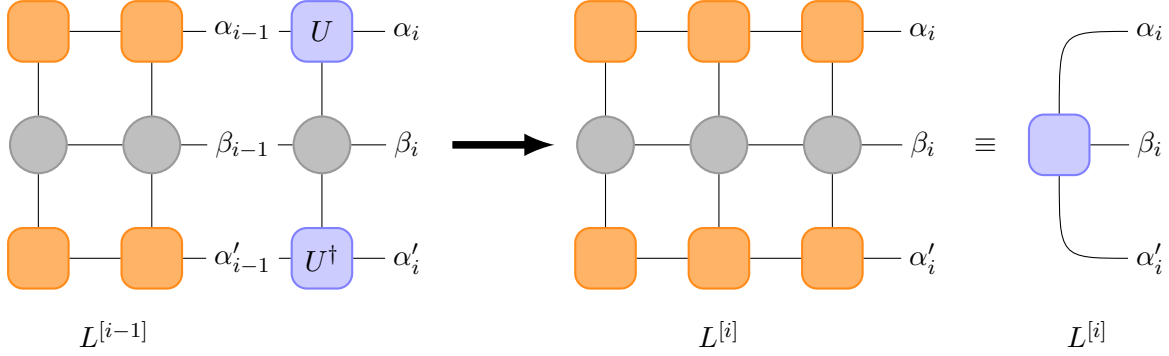 α_{i−1} U α_i α_i α_i
β_{i−1} β_i β_i ≡ β_i
α′_{i−1} U† α′_i α′_i α′_i
L^{[i−1]} L^{[i]} L^{[i]}